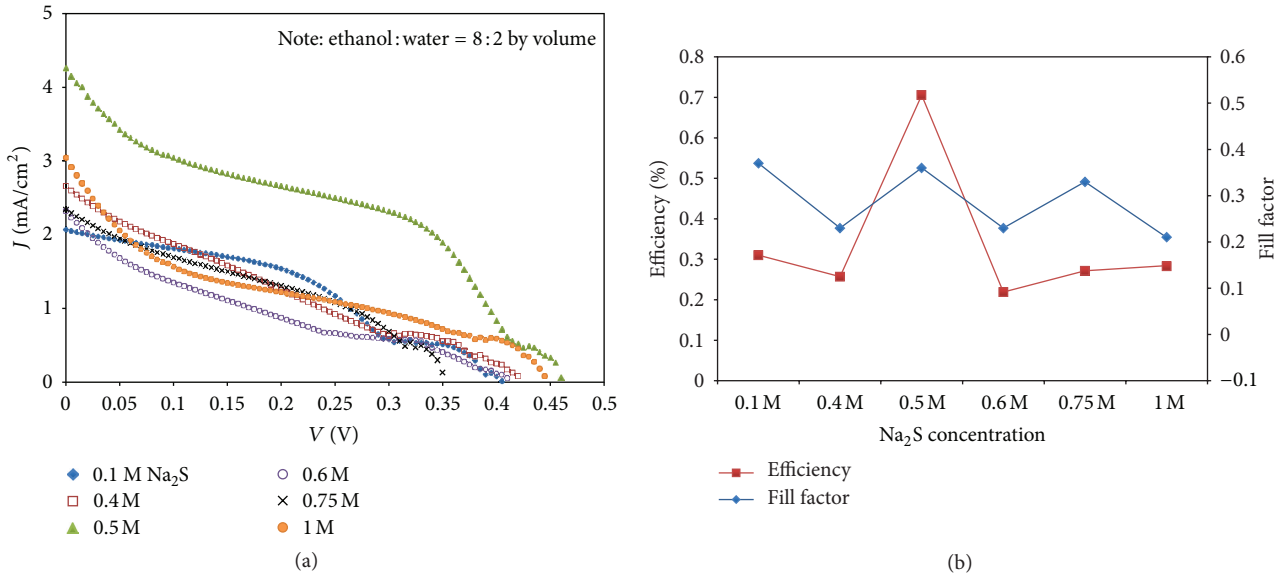 Note: ethanol:water = 8:2 by volume
5
4
3
2
1
0
J (mA/cm²)
0 0.05 0.1 0.15 0.2 0.25 0.3 0.35 0.4 0.45 0.5
V (V)
0.1 M Na₂S
0.4 M
0.5 M
0.6 M
0.75 M
1 M
(a)
0.8
0.7
0.6
0.5
0.4
0.3
0.2
0.1
0
Efficiency (%)
0.6
0.5
0.4
0.3
0.2
0.1
0
−0.1
Fill factor
0.1 M 0.4 M 0.5 M 0.6 M 0.75 M 1 M
Na₂S concentration
Efficiency
Fill factor
(b)